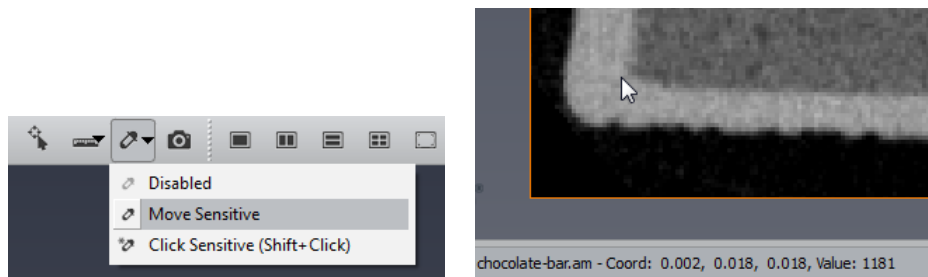 Disabled
Move Sensitive
Click Sensitive (Shift+Click)
chocolate-bar.am - Coord: 0.002, 0.018, 0.018, Value: 1181